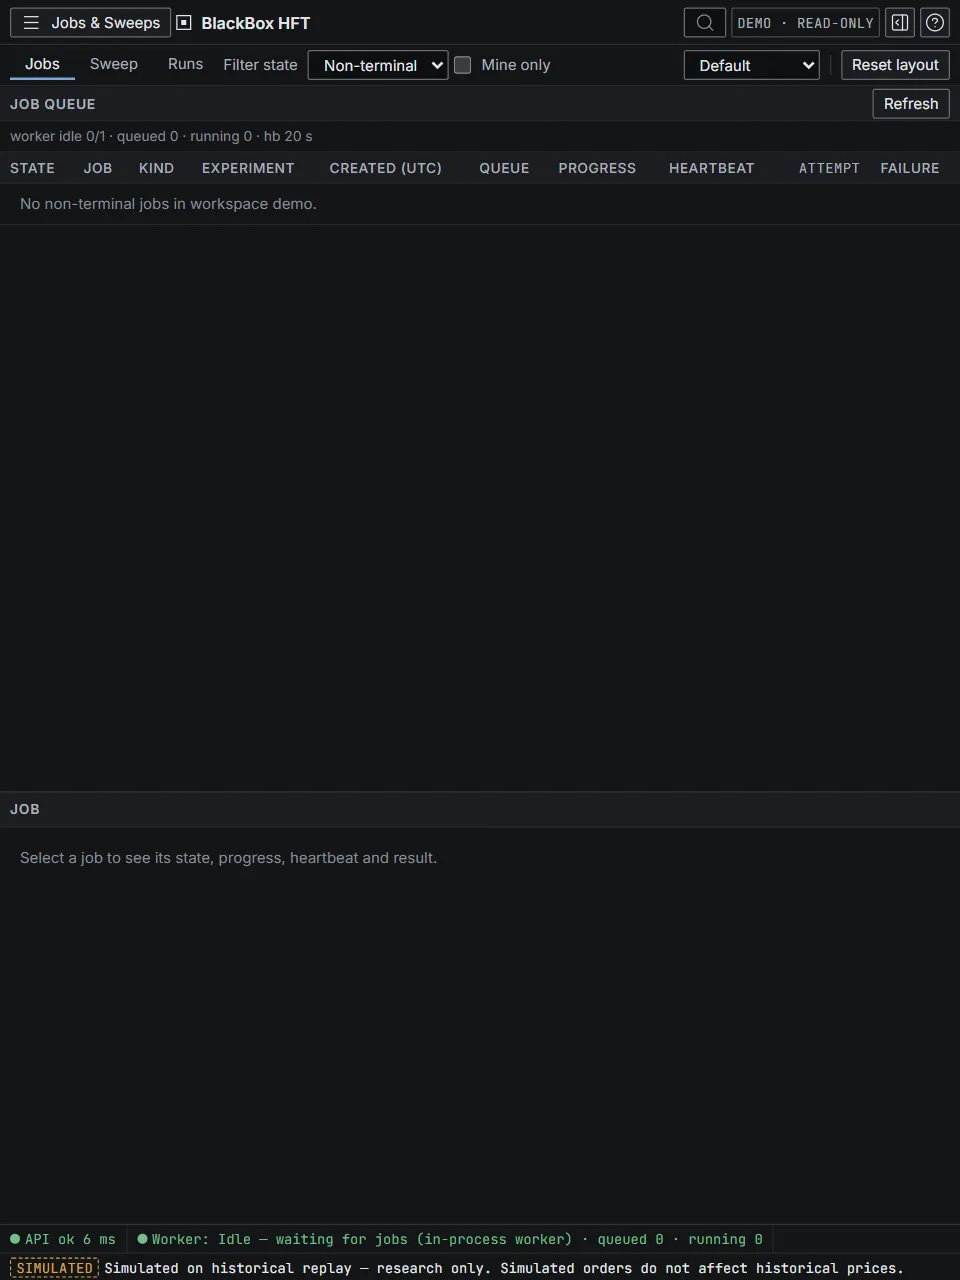 Jobs & Sweeps BlackBox HFT DEMO · READ-ONLY
Jobs Sweep Runs Filter state Non-terminal Mine only Default Reset layout
JOB QUEUE Refresh
worker idle 0/1 · queued 0 · running 0 · hb 20 s
STATE JOB KIND EXPERIMENT CREATED (UTC) QUEUE PROGRESS HEARTBEAT ATTEMPT FAILURE
No non-terminal jobs in workspace demo.
JOB
Select a job to see its state, progress, heartbeat and result.
API ok 6 ms Worker: Idle — waiting for jobs (in-process worker) · queued 0 · running 0
SIMULATED Simulated on historical replay — research only. Simulated orders do not affect historical prices.